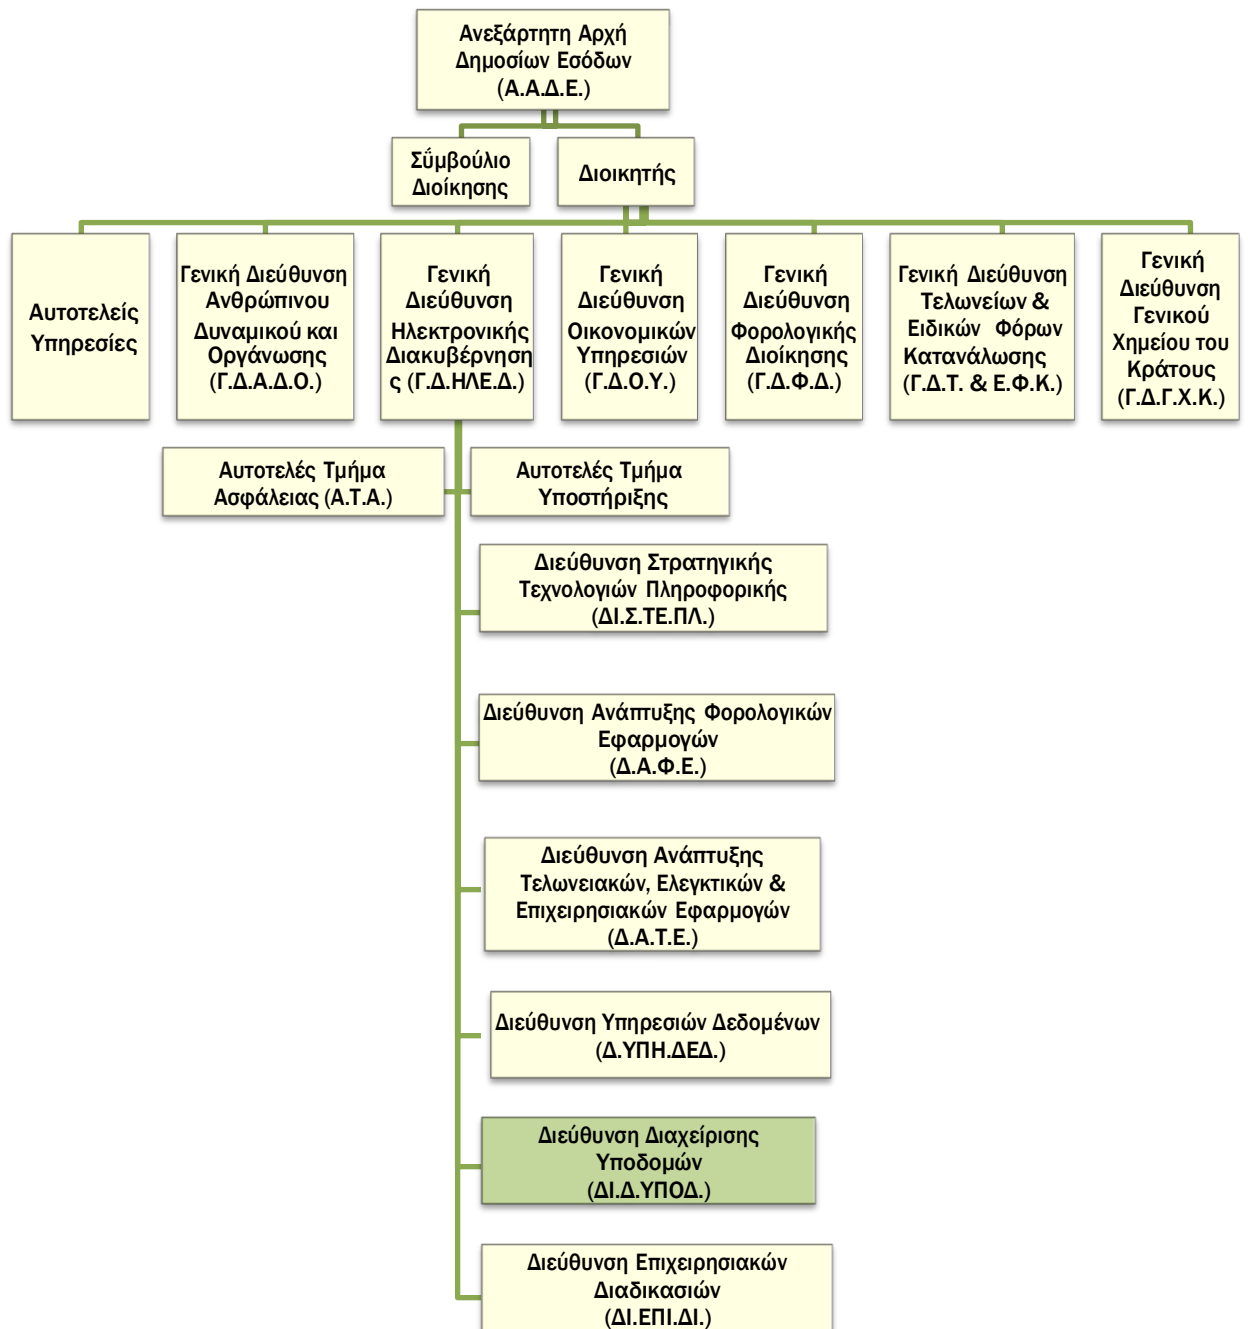 Ανεξάρτητη Αρχή
Δημοσίων Εσόδων
(Α.Α.Δ.Ε.)
Σΰμβούλιο
Διοίκησης
Διοικητής
Αυτοτελείς
Υπηρεσίες
Γενική Διεύθυνση
Ανθρώπινου
Δυναμικού και
Οργάνωσης
(Γ.Δ.Α.Δ.Ο.)
Γενική
Διεύθυνση
Ηλεκτρονικής
Διακυβέρνηση
ς (Γ.Δ.ΗΛΕ.Δ.)
Γενική
Διεύθυνση
Οικονομικών
Υπηρεσιών
(Γ.Δ.Ο.Υ.)
Γενική
Διεύθυνση
Φορολογικής
Διοίκησης
(Γ.Δ.Φ.Δ.)
Γενική Διεύθυνση
Τελωνείων &
Ειδικών Φόρων
Κατανάλωσης
(Γ.Δ.Τ. & Ε.Φ.Κ.)
Γενική
Διεύθυνση
Γενικού
Χημείου του
Κράτους
(Γ.Δ.Γ.Χ.Κ.)
Αυτοτελές Τμήμα
Ασφάλειας (Α.Τ.Α.)
Αυτοτελές Τμήμα
Υποστήριξης
Διεύθυνση Στρατηγικής
Τεχνολογιών Πληροφορικής
(ΔΙ.Σ.ΤΕ.ΠΛ.)
Διεύθυνση Ανάπτυξης Φορολογικών
Εφαρμογών
(Δ.Α.Φ.Ε.)
Διεύθυνση Ανάπτυξης
Τελωνειακών, Ελεγκτικών &
Επιχειρησιακών Εφαρμογών
(Δ.Α.Τ.Ε.)
Διεύθυνση Υπηρεσιών Δεδομένων
(Δ.ΥΠΗ.ΔΕΔ.)
Διεύθυνση Διαχείρισης
Υποδομών
(ΔΙ.Δ.ΥΠΟΔ.)
Διεύθυνση Επιχειρησιακών
Διαδικασιών
(ΔΙ.ΕΠΙ.ΔΙ.)